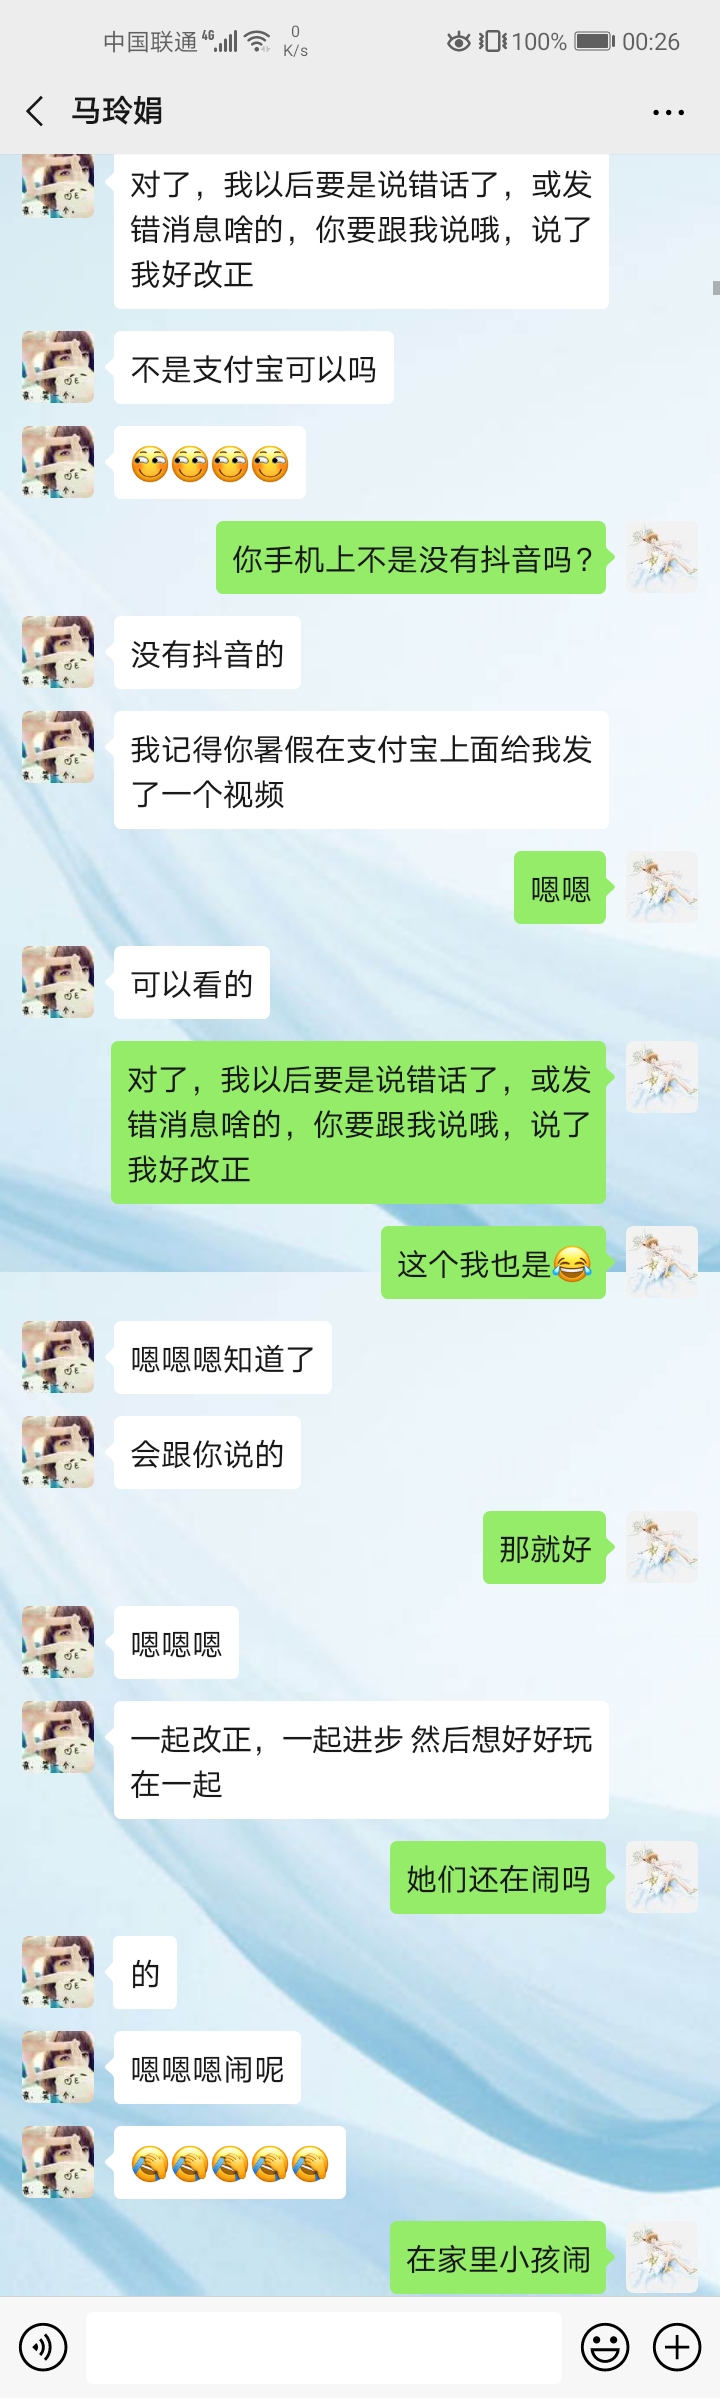 中国联通 4G 0 K/s 100% 00:26
马玲娟
对了，我以后要是说错话了，或发
错消息啥的，你要跟我说哦，说了
我好改正
不是支付宝可以吗
你手机上不是没有抖音吗？
没有抖音的
我记得你暑假在支付宝上面给我发
了一个视频
嗯嗯
可以看的
对了，我以后要是说错话了，或发
错消息啥的，你要跟我说哦，说了
我好改正
这个我也是😂
嗯嗯嗯知道了
会跟你说的
那就好
嗯嗯嗯
一起改正，一起进步 然后想好好玩
在一起
她们还在闹吗
的
嗯嗯嗯闹呢
在家里小孩闹